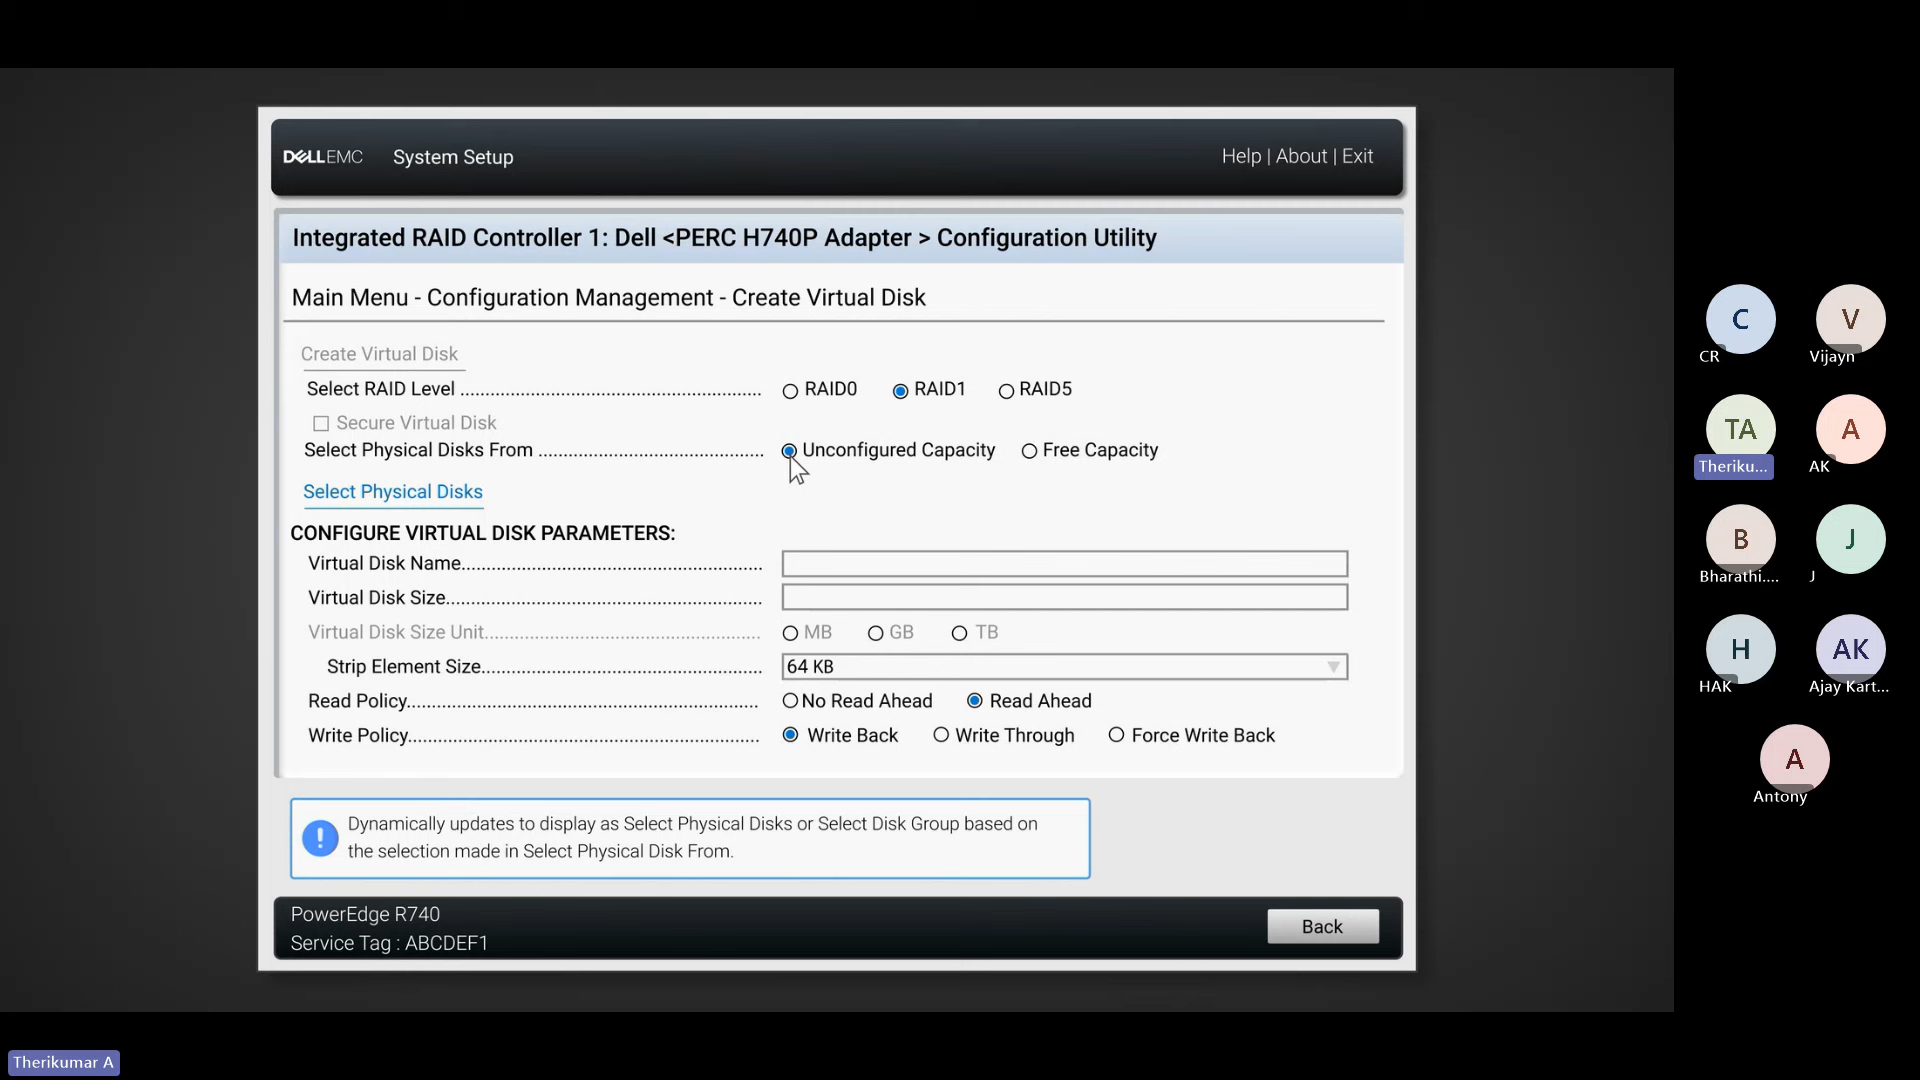 DELLEMC System Setup Help | About | Exit
Integrated RAID Controller 1: Dell <PERC H740P Adapter > Configuration Utility
Main Menu - Configuration Management - Create Virtual Disk
Create Virtual Disk
Select RAID Level ........................................................ RAID0 RAID1 RAID5
Secure Virtual Disk
Select Physical Disks From .......................................... Unconfigured Capacity Free Capacity
Select Physical Disks
CONFIGURE VIRTUAL DISK PARAMETERS:
Virtual Disk Name........................................................
Virtual Disk Size...........................................................
Virtual Disk Size Unit................................................... MB GB TB
Strip Element Size................................................... 64 KB
Read Policy................................................................. No Read Ahead Read Ahead
Write Policy................................................................. Write Back Write Through Force Write Back
! Dynamically updates to display as Select Physical Disks or Select Disk Group based on
the selection made in Select Physical Disk From.
PowerEdge R740
Service Tag : ABCDEF1
Back
C V
CR Vijayn
TA A
Theriku... AK
B J
Bharathi.... J
H AK
HAK Ajay Kart...
A
Antony
Therikumar A